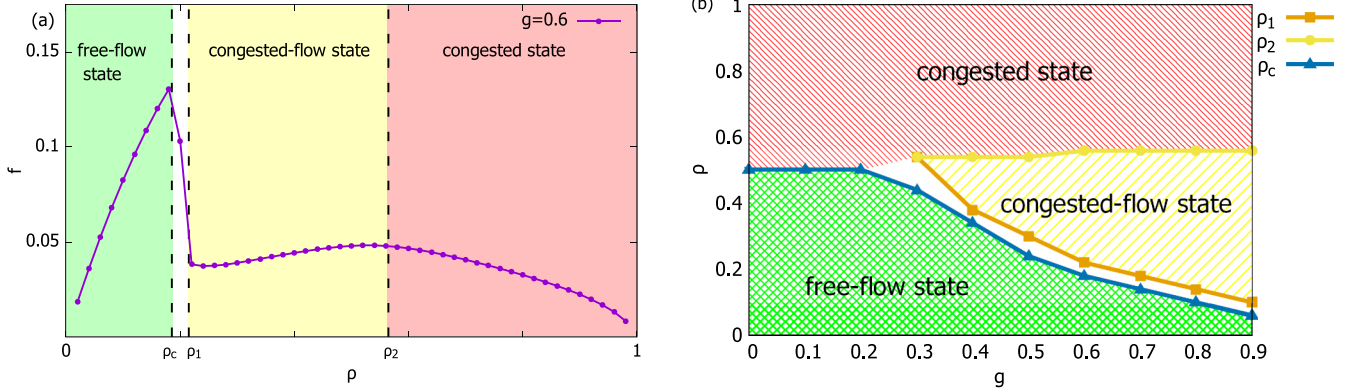 (a)
g=0.6
free-flow
state
congested-flow state
congested state
0.15
0.1
0.05
f
0
ρc
ρ1
ρ2
1
ρ
(b)
1
0.8
0.6
0.4
0.2
0
ρ
congested state
congested-flow state
free-flow state
0 0.1 0.2 0.3 0.4 0.5 0.6 0.7 0.8 0.9
g
ρ1
ρ2
ρc